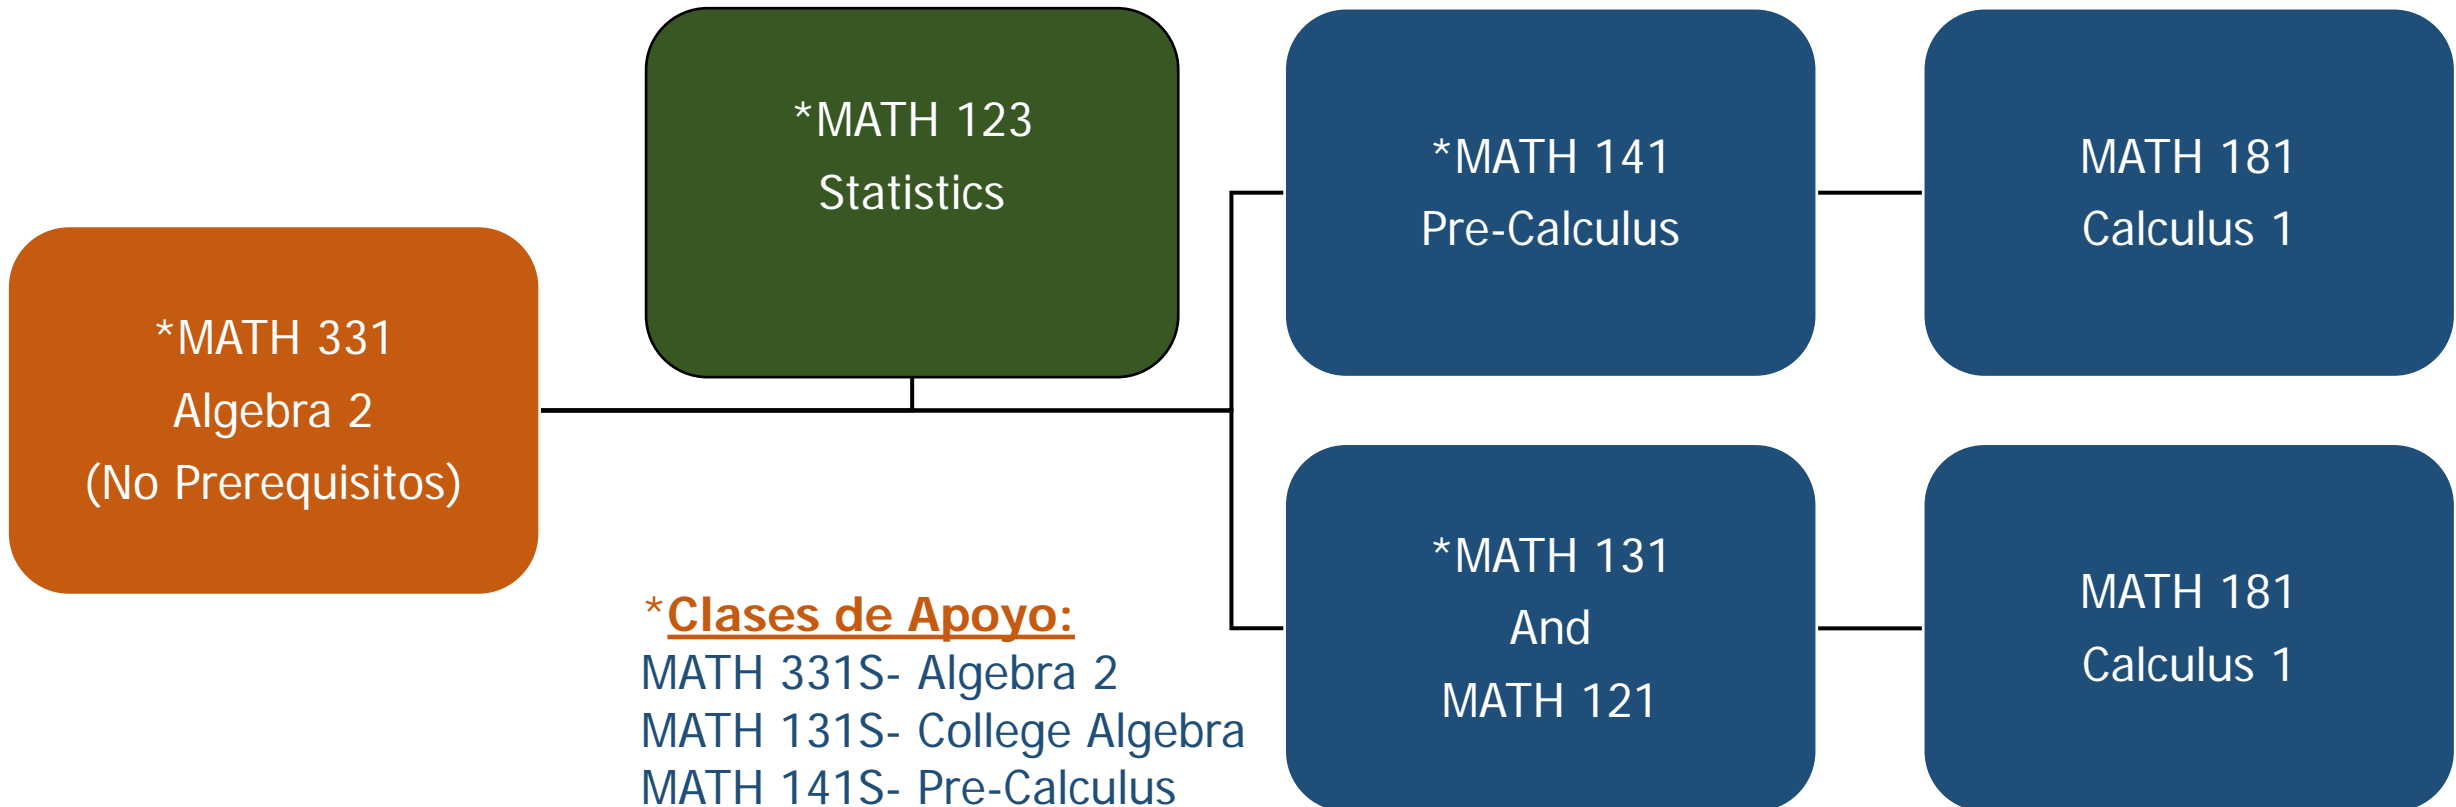 *MATH 331
Algebra 2
(No Prerequisitos)
*MATH 123
Statistics
*MATH 141
Pre-Calculus
MATH 181
Calculus 1
*MATH 131
And
MATH 121
MATH 181
Calculus 1
*Clases de Apoyo:
MATH 331S- Algebra 2
MATH 131S- College Algebra
MATH 141S- Pre-Calculus